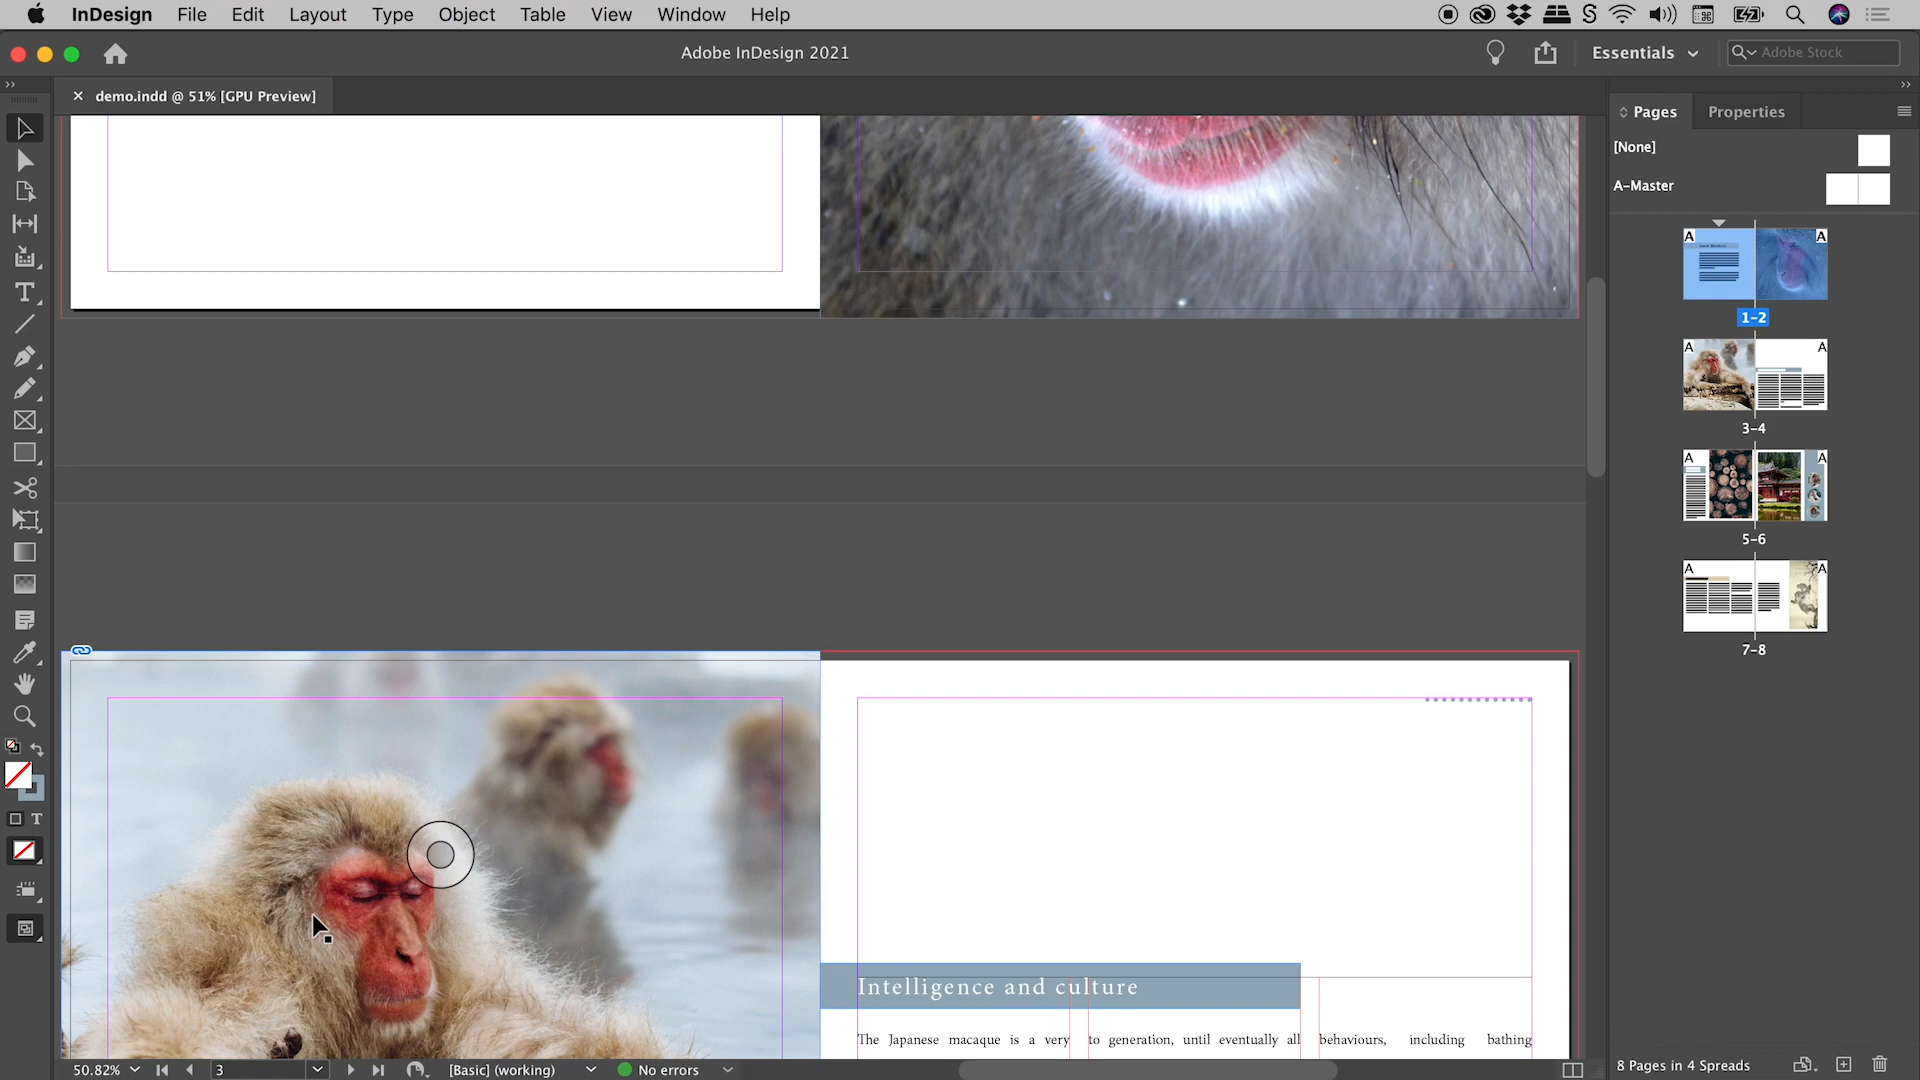 InDesign File Edit Layout Type Object Table View Window Help
Adobe InDesign 2021
Essentials
Adobe Stock
× demo.indd @ 51% [GPU Preview]
Pages Properties
[None]
A-Master
A A
1-2
A A
3-4
A A
5-6
A A
7-8
Intelligence and culture
The Japanese macaque is a very to generation, until eventually all behaviours, including bathing
50.82% 3 [Basic] (working) No errors
8 Pages in 4 Spreads